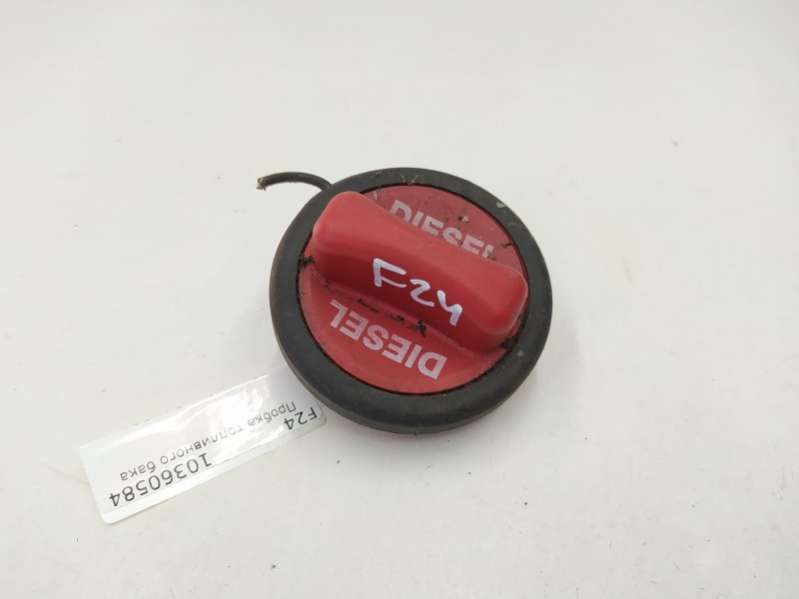 DIESEL
F24
DIESEL
F24
Пробка топливного бака
10360584